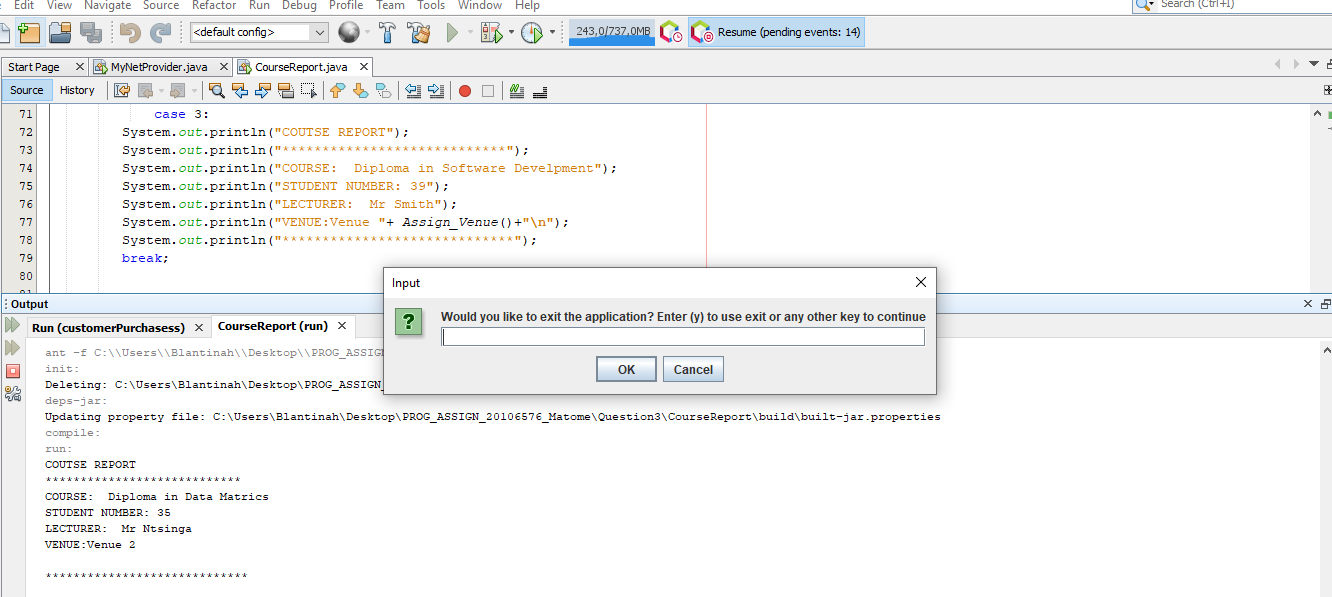 Edit View Navigate Source Refactor Run Debug Profile Team Tools Window Help
Search (Ctrl+I)
<default config>
243,0/737,0MB
Resume (pending events: 14)
Start Page
MyNetProvider.java
CourseReport.java
Source History
71 case 3:
72 System.out.println("COUTSE REPORT");
73 System.out.println("*****************************");
74 System.out.println("COURSE:  Diploma in Software Develpment");
75 System.out.println("STUDENT NUMBER: 39");
76 System.out.println("LECTURER:  Mr Smith");
77 System.out.println("VENUE:Venue "+ Assign_Venue()+"\n");
78 System.out.println("******************************");
79 break;
80
Input
Would you like to exit the application? Enter (y) to use exit or any other key to continue
OK Cancel
Output
Run (customerPurchasess)
CourseReport (run)
ant -f C:\\Users\\Blantinah\\Desktop\\PROG_ASSIGN
init:
Deleting: C:\Users\Blantinah\Desktop\PROG_ASSIGN_
deps-jar:
Updating property file: C:\Users\Blantinah\Desktop\PROG_ASSIGN_20106576_Matome\Question3\CourseReport\build\built-jar.properties
compile:
run:
COUTSE REPORT
****************************
COURSE:  Diploma in Data Matrics
STUDENT NUMBER: 35
LECTURER:  Mr Ntsinga
VENUE:Venue 2
*****************************